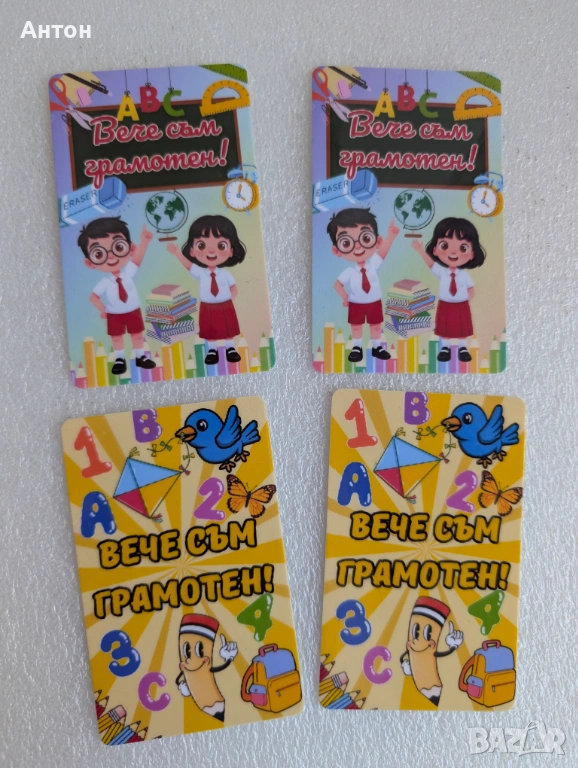 Антон
ABC
Вече съм
грамотен!
ERASER
ABC
Вече съм
грамотен!
ERASER
1
B
A
2
ВЕЧЕ СЪМ
ГРАМОТЕН!
3
4
C
1
B
A
2
ВЕЧЕ СЪМ
ГРАМОТЕН!
3
4
C
BAZAR